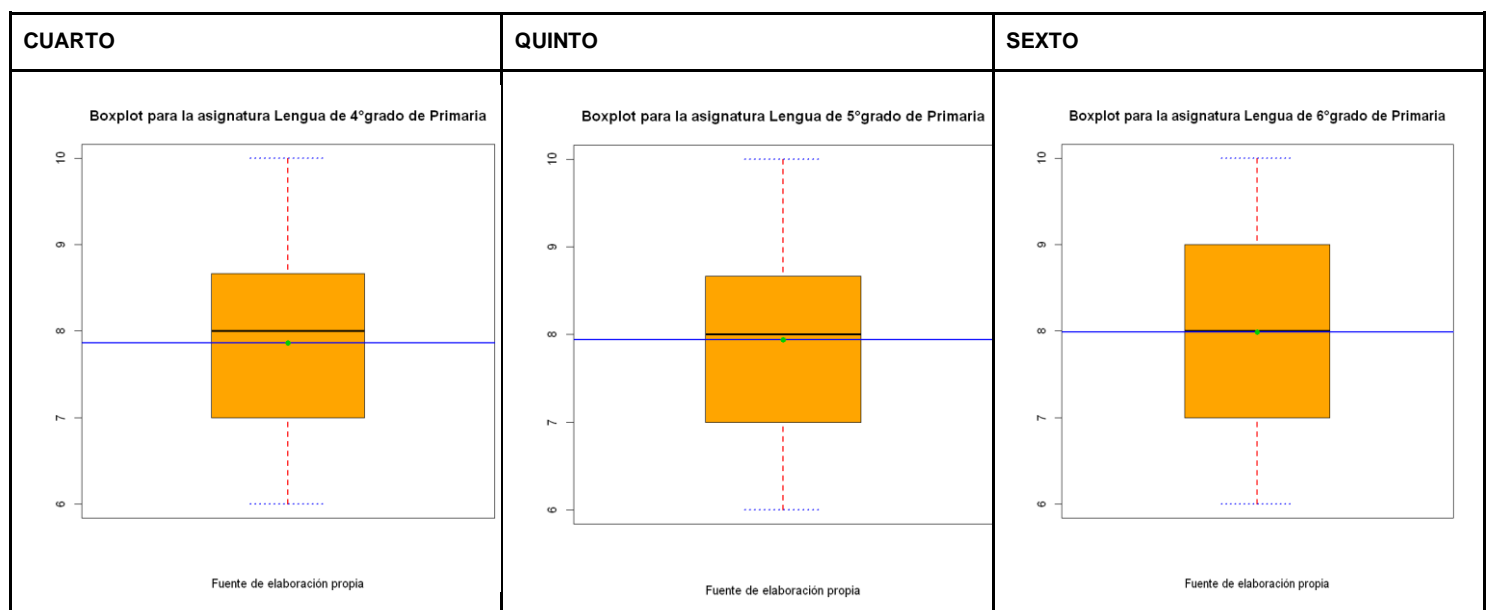 CUARTO
QUINTO
SEXTO
Boxplot para la asignatura Lengua de 4°grado de Primaria
10
9
8
7
6
Fuente de elaboración propia
Boxplot para la asignatura Lengua de 5°grado de Primaria
10
9
8
7
6
Fuente de elaboración propia
Boxplot para la asignatura Lengua de 6°grado de Primaria
10
9
8
7
6
Fuente de elaboración propia